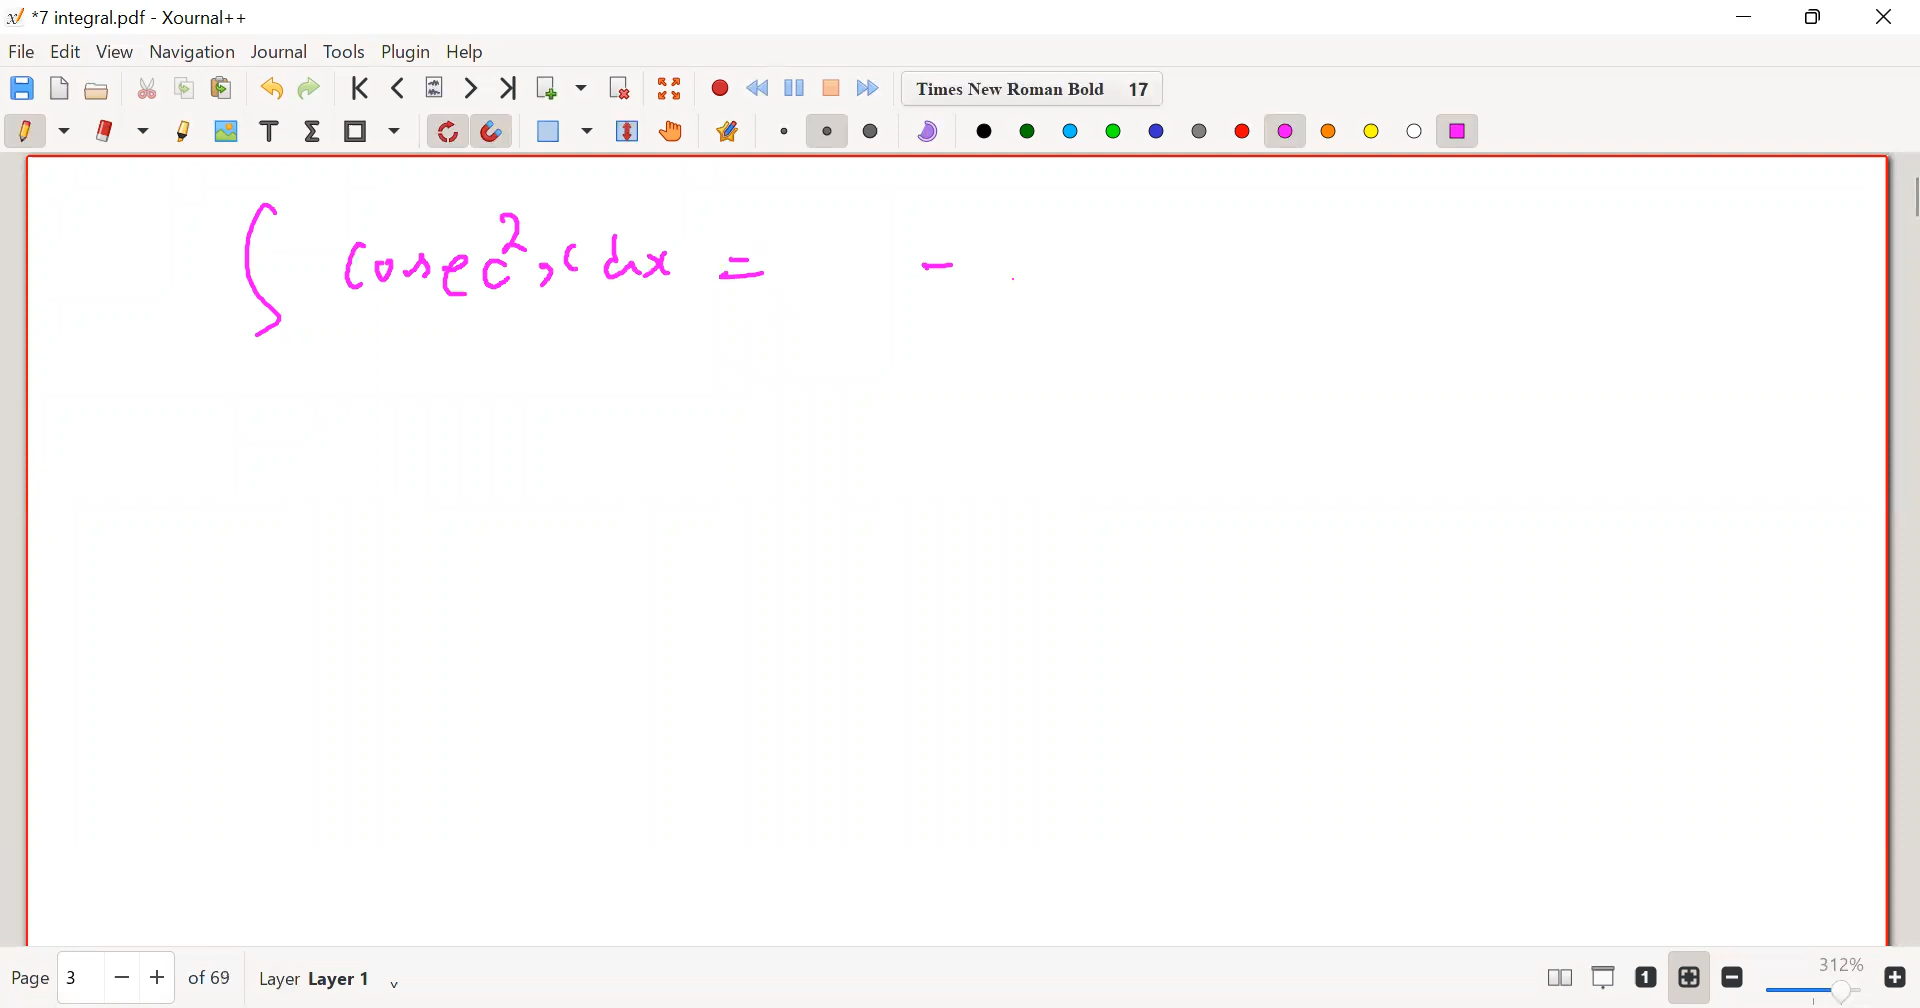 *7 integral.pdf - Xournal++
File Edit View Navigation Journal Tools Plugin Help
Times New Roman Bold 17
∫ cosec² x dx = -
Page 3 of 69 Layer Layer 1 312%